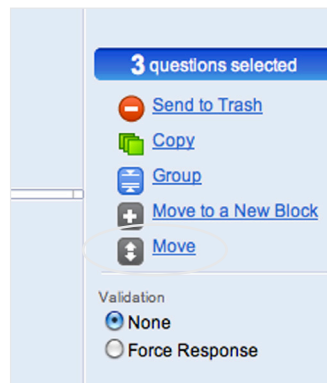 3 questions selected
Send to Trash
Copy
Group
Move to a New Block
Move
Validation
None
Force Response